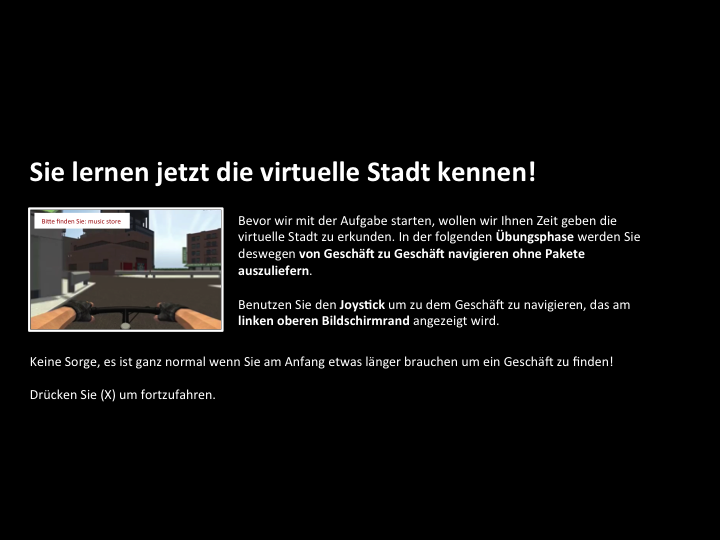 Sie lernen jetzt die virtuelle Stadt kennen!
Bitte finden Sie: music store
Bevor wir mit der Aufgabe starten, wollen wir Ihnen Zeit geben die
virtuelle Stadt zu erkunden. In der folgenden Übungsphase werden Sie
deswegen von Geschäft zu Geschäft navigieren ohne Pakete
auszuliefern.
Benutzen Sie den Joystick um zu dem Geschäft zu navigieren, das am
linken oberen Bildschirmrand angezeigt wird.
Keine Sorge, es ist ganz normal wenn Sie am Anfang etwas länger brauchen um ein Geschäft zu finden!
Drücken Sie (X) um fortzufahren.